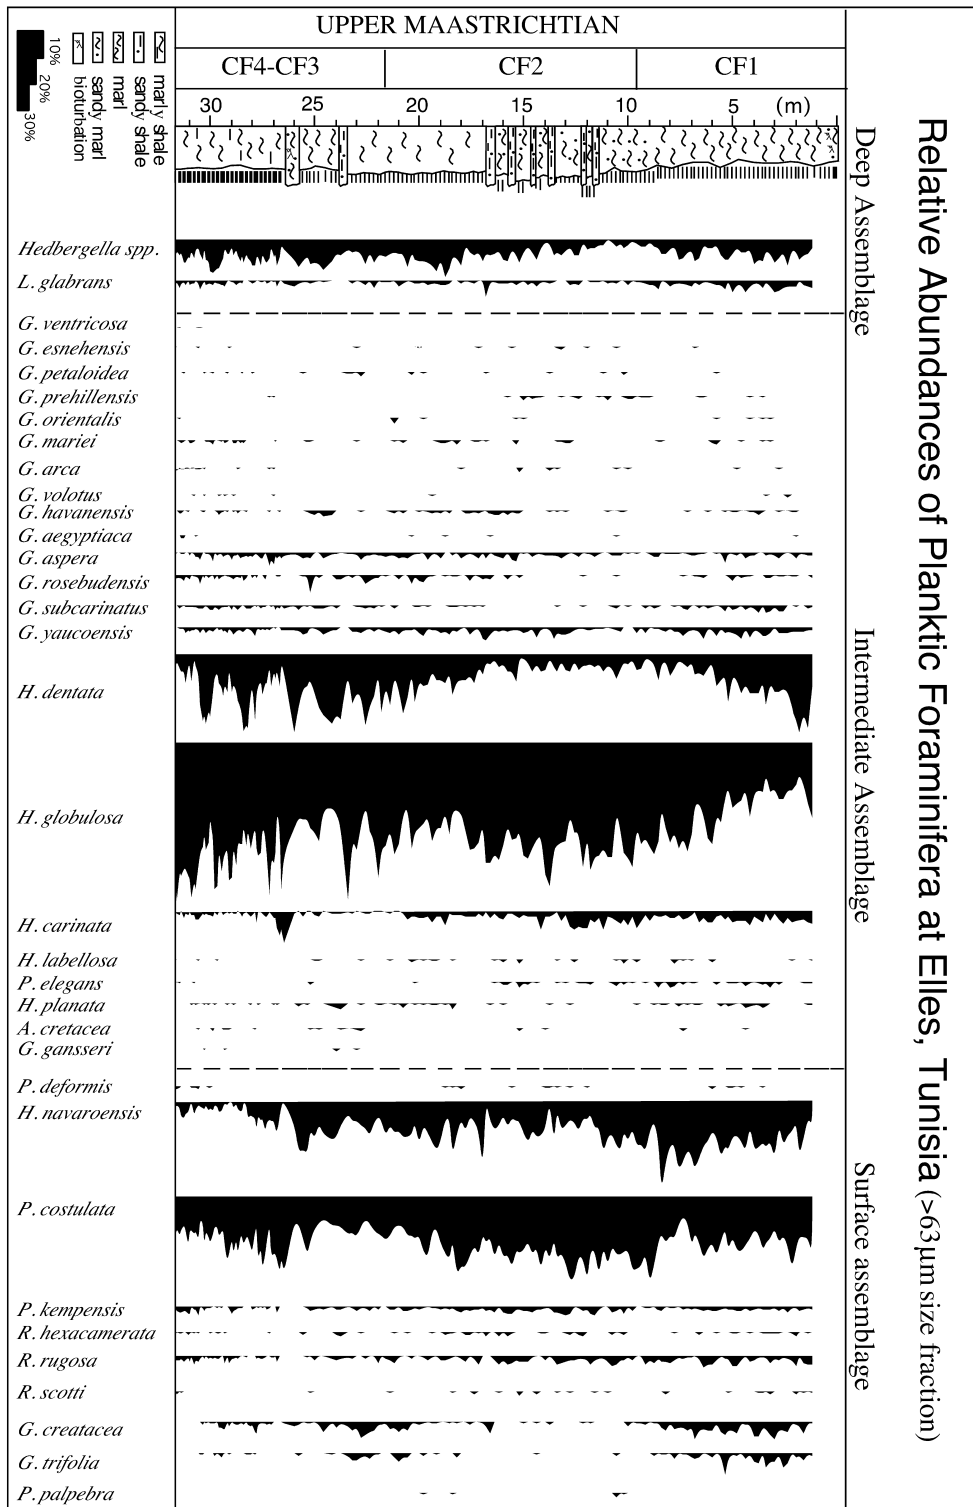 UPPER MAASTRICHTIAN
CF4-CF3 CF2 CF1
30 25 20 15 10 5 (m)
10%
20%
30%
bioturbation
sandy marl
marl
sandy shale
marly shale
Relative Abundances of Planktic Foraminifera at Elles, Tunisia (>63µm size fraction)
Deep Assemblage
Hedbergella spp.
L. glabrans
Intermediate Assemblage
G. ventricosa
G. esnehensis
G. petaloidea
G. prehillensis
G. orientalis
G. mariei
G. arca
G. volotus
G. havanensis
G. aegyptiaca
G. aspera
G. rosebudensis
G. subcarinatus
G. yaucoensis
H. dentata
H. globulosa
H. carinata
H. labellosa
P. elegans
H. planata
A. cretacea
G. gansseri
Surface assemblage
P. deformis
H. navaroensis
P. costulata
P. kempensis
R. hexacamerata
R. rugosa
R. scotti
G. creatacea
G. trifolia
P. palpebra